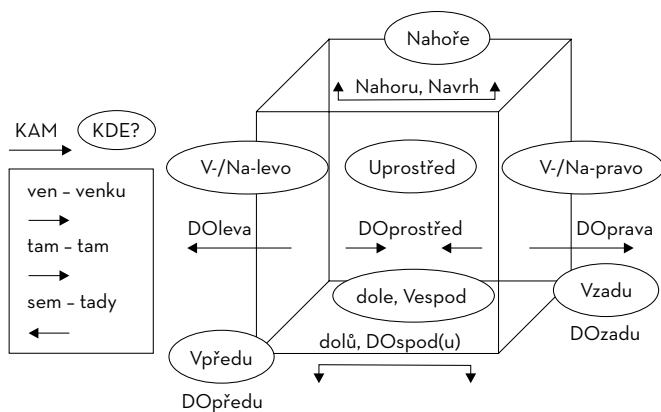 Nahoře
Nahoru, Navrh
KAM
KDE?
V-/Na-levo
Uprostřed
V-/Na-pravo
ven – venku
tam – tam
sem – tady
DOleva
DOprostřed
DOprava
dole, Vespod
Vzadu
DOzadu
dolů, DOspod(u)
Vpředu
DOpředu